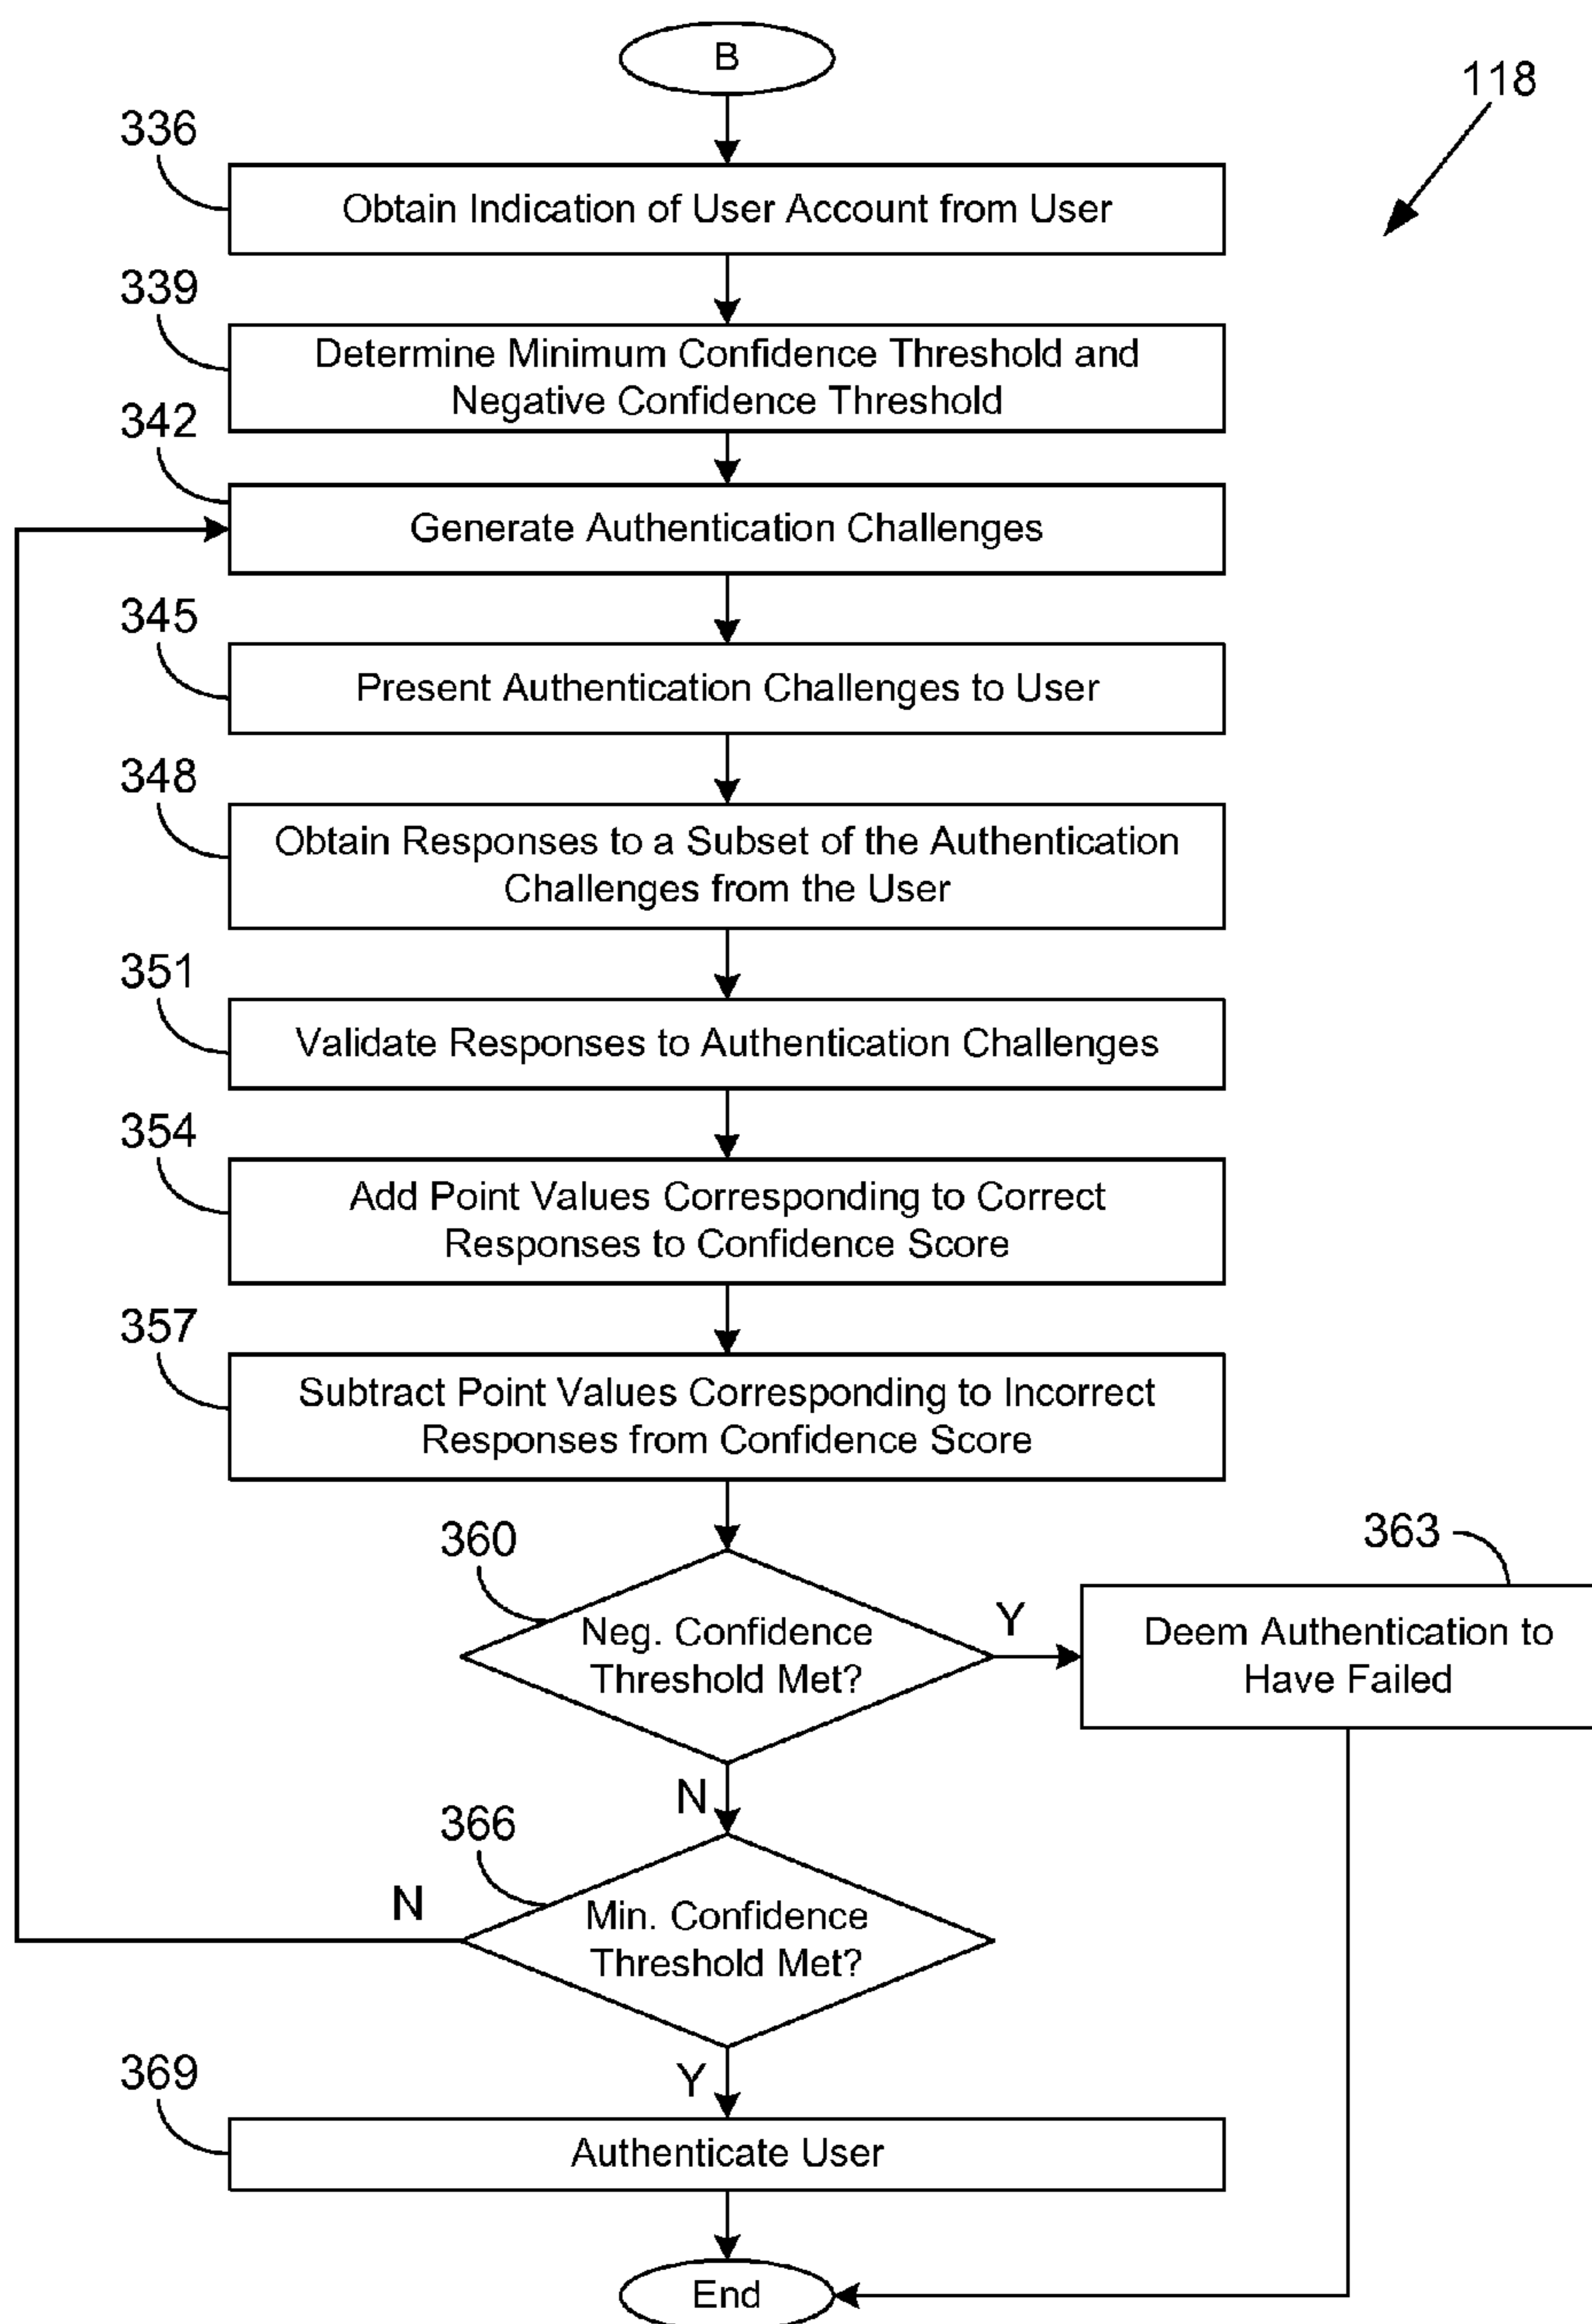 B
118
336
Obtain Indication of User Account from User
339
Determine Minimum Confidence Threshold and
Negative Confidence Threshold
342
Generate Authentication Challenges
345
Present Authentication Challenges to User
348
Obtain Responses to a Subset of the Authentication
Challenges from the User
351
Validate Responses to Authentication Challenges
354
Add Point Values Corresponding to Correct
Responses to Confidence Score
357
Subtract Point Values Corresponding to Incorrect
Responses from Confidence Score
360
Neg. Confidence
Threshold Met?
Y
363
Deem Authentication to
Have Failed
N
366
Min. Confidence
Threshold Met?
N
Y
369
Authenticate User
End